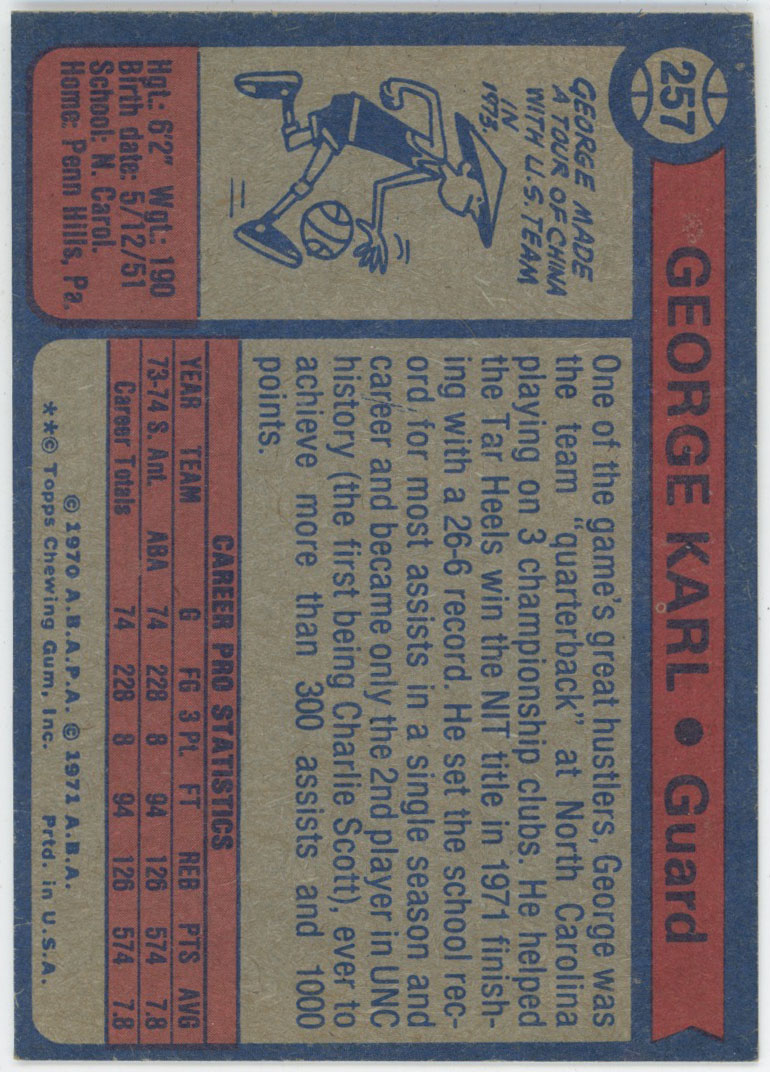 257
GEORGE KARL ● Guard
GEORGE MADE
A TOUR OF CHINA
WITH U.S. TEAM
IN
1973.
Hgt.: 6'2" Wgt.: 190
Birth date: 5/12/51
School: N. Carol.
Home: Penn Hills, Pa.
One of the game's great hustlers, George was
the team "quarterback" at North Carolina
playing on 3 championship clubs. He helped
the Tar Heels win the NIT title in 1971 finish-
ing with a 26-6 record. He set the school rec-
ord for most assists in a single season and
career and became only the 2nd player in UNC
history (the first being Charlie Scott), ever to
achieve more than 300 assists and 1000
points.
CAREER PRO STATISTICS
YEAR TEAM G FG 3 Pt. FT REB PTS AVG
73-74 S. Ant. ABA 74 228 8 94 126 574 7.8
Career Totals 74 228 8 94 126 574 7.8
© 1970 A.B.A.P.A. © 1971 A.B.A.
**© Topps Chewing Gum, Inc. Prtd. in U.S.A.